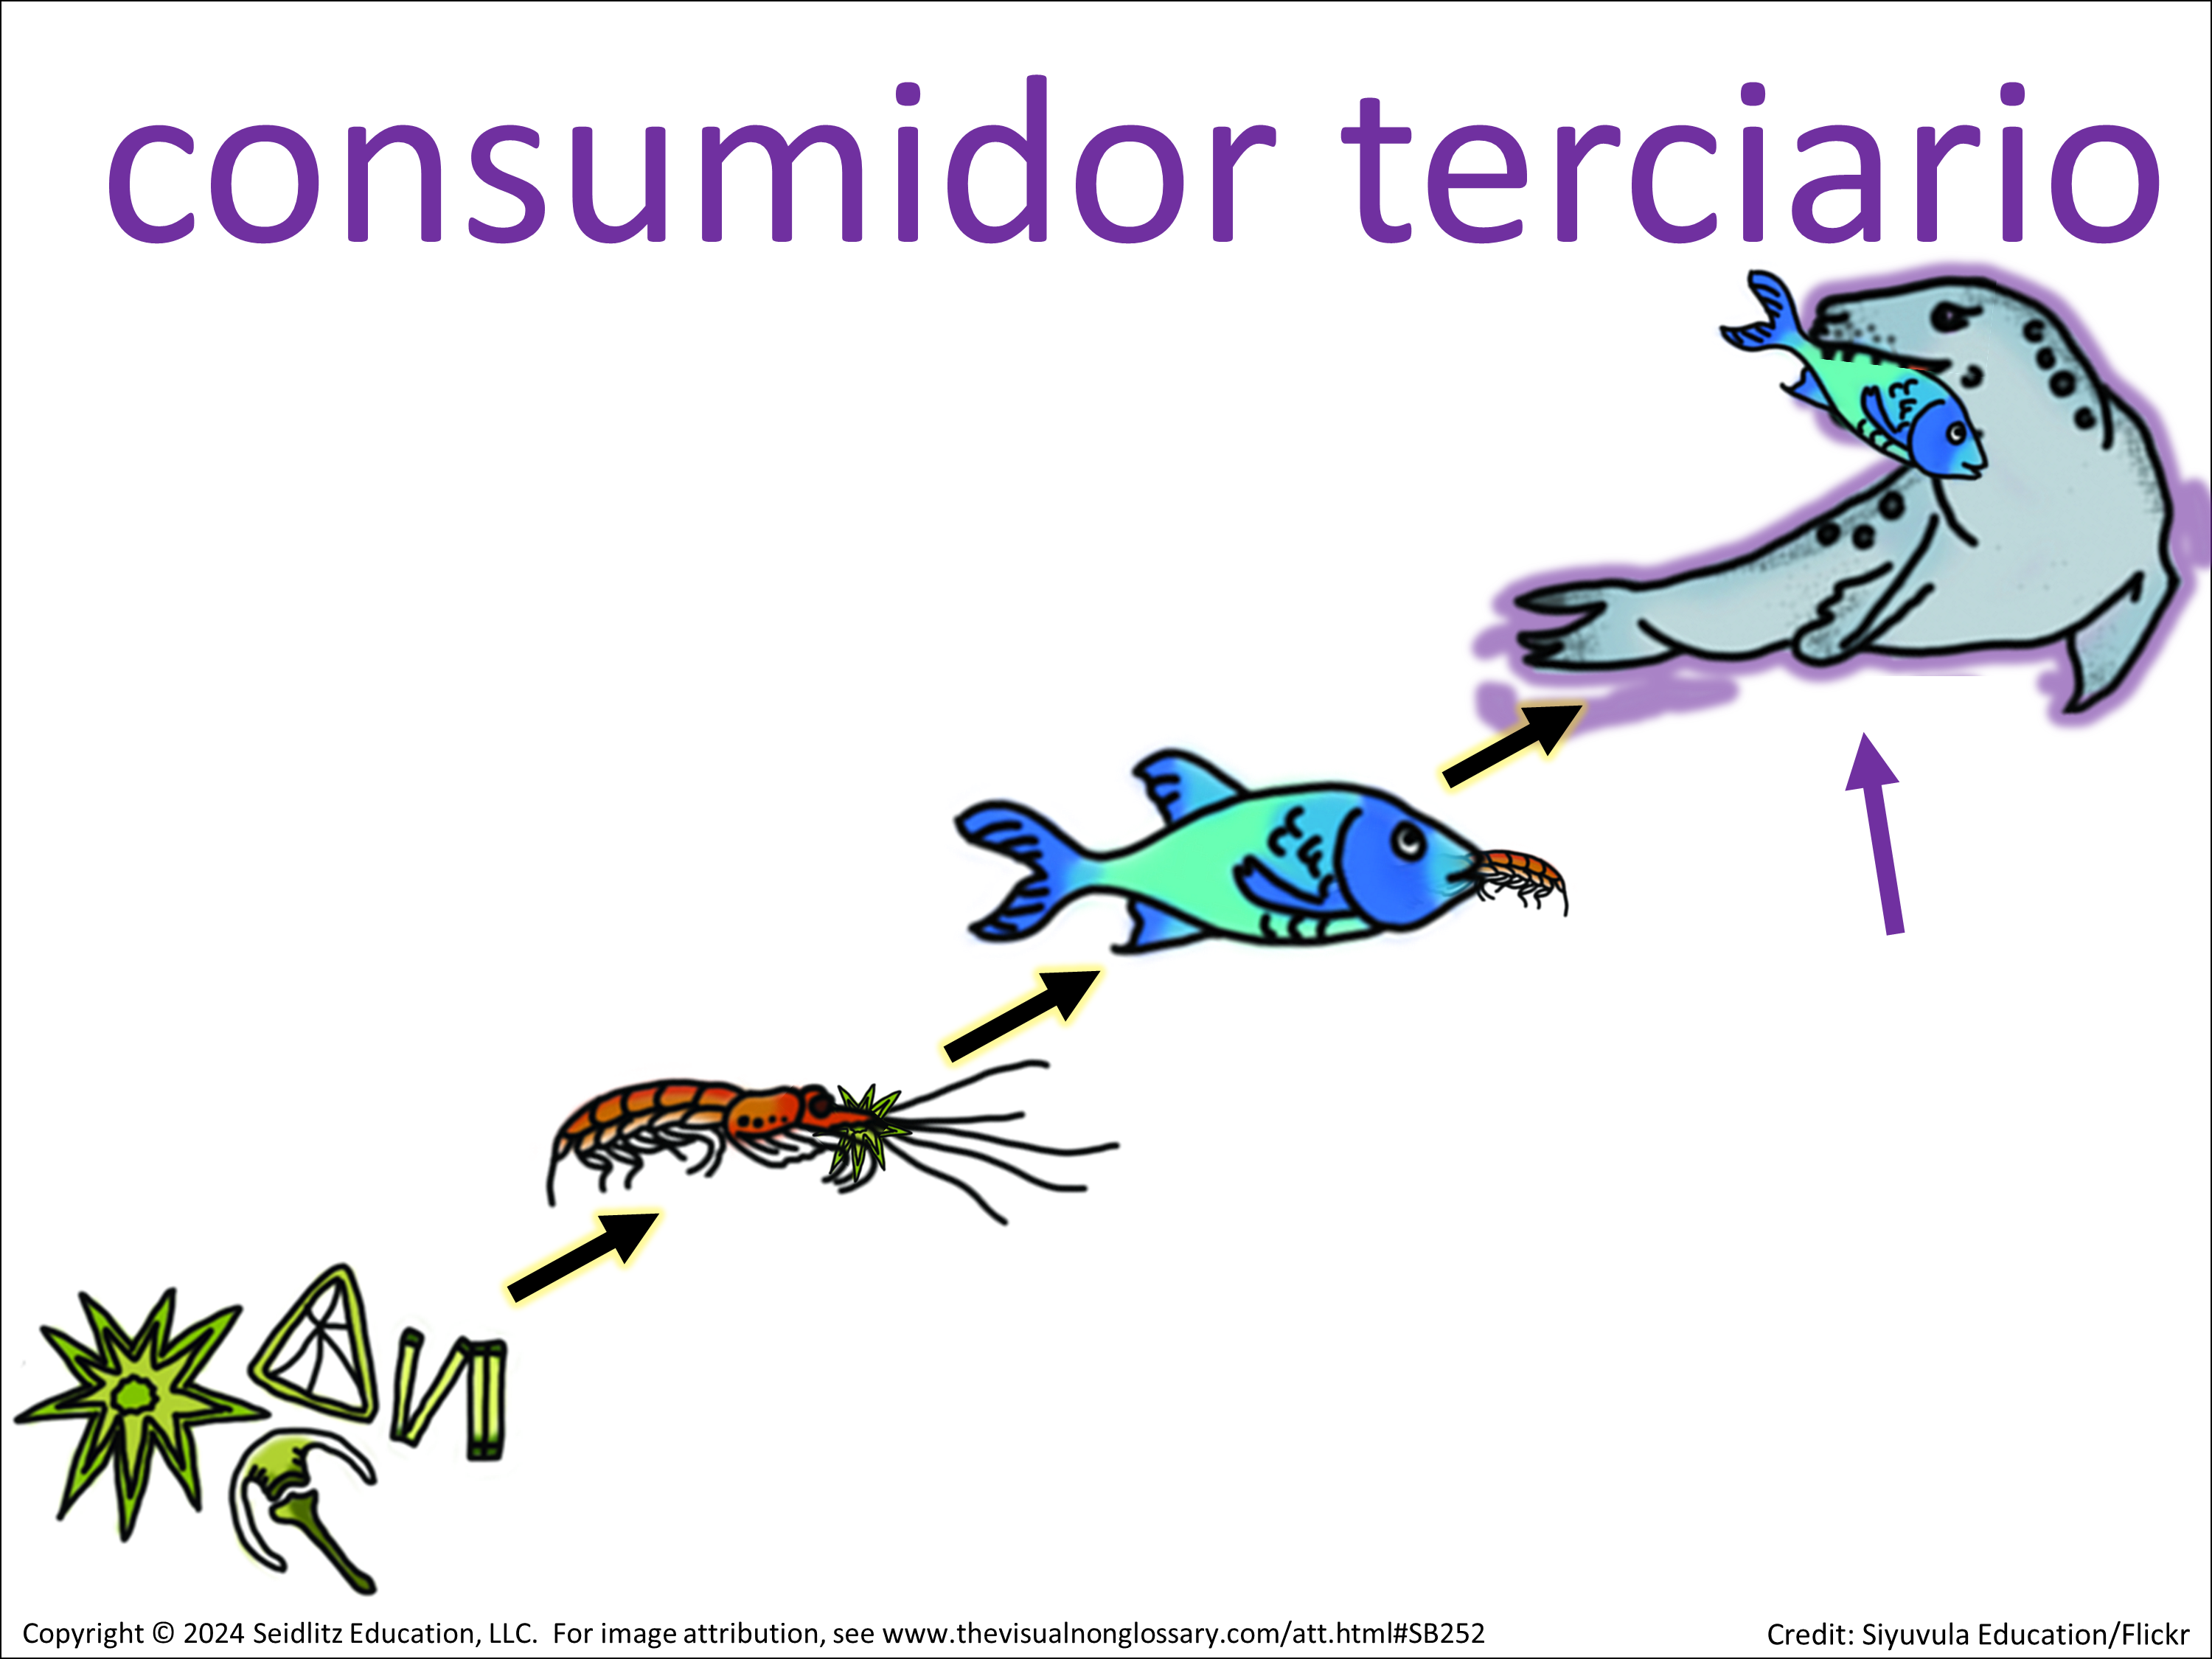 consumidor terciario
Copyright © 2024 Seidlitz Education, LLC.  For image attribution, see www.thevisualnonglossary.com/att.html#SB252
Credit: Siyuvula Education/Flickr